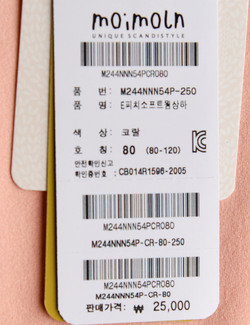 moimoln
UNIQUE SCANDISTYLE
M244NNN54PCR080
품 번: M244NNN54P-250
품 명: E피치소프트통상하
색 상: 코랄
호 칭: 80 (80-120)
안전확인신고
확인증번호: CB014R1596-2005
M244NNN54PCR080
M244NNN54P-CR-80-250
M244NNN54PCR080
M244NNN54P-CR-80
판매가격: ₩ 25,000